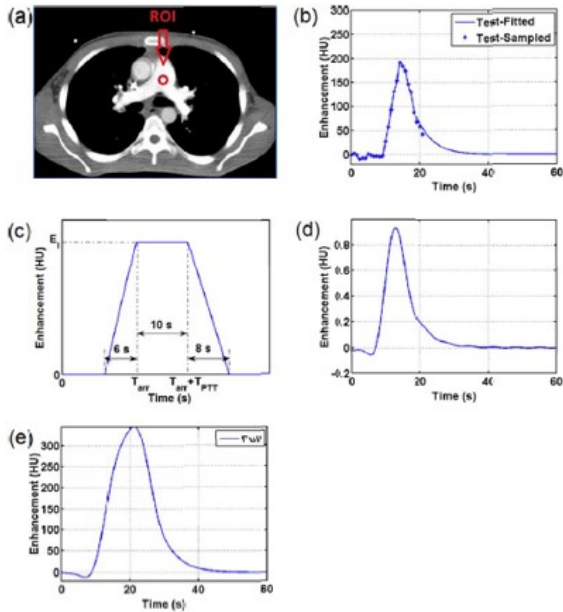 (a)
ROI
(b)
Enhancement (HU)
300
250
200
150
100
50
0
-50
Test-Fitted
Test-Sampled
0 20 40 60
Time (s)
(c)
Enhancement (HU)
E
0
10 s
6 s
8 s
0
Tarr
Tarr+TPTT
Time (s)
(d)
Enhancement (HU)
0.8
0.6
0.4
0.2
0
-0.2
0 20 40 60
Time (s)
(e)
Enhancement (HU)
300
250
200
150
100
50
0
0 20 40 60
Time (s)